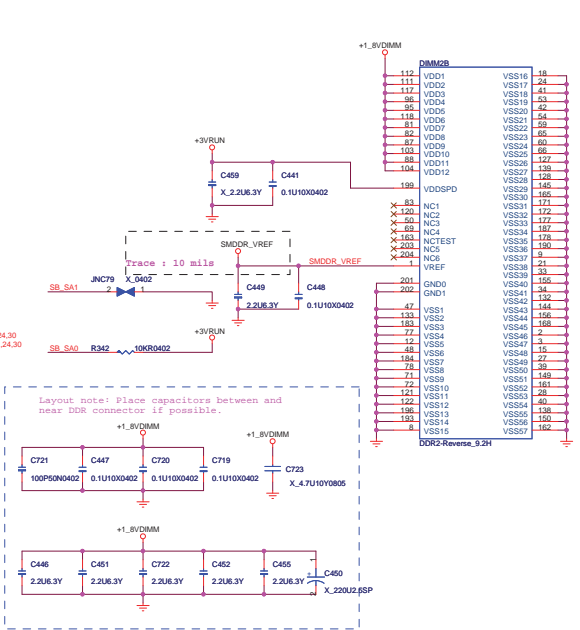 +1_8VDIMM
DIMM2B
112 VDD1 VSS16 18
111 VDD2 VSS17 24
117 VDD3 VSS18 41
96 VDD4 VSS19 53
95 VDD5 VSS20 42
118 VDD6 VSS21 54
81 VDD7 VSS22 59
82 VDD8 VSS23 65
87 VDD9 VSS24 60
103 VDD10 VSS25 66
88 VDD11 VSS26 127
104 VDD12 VSS27 139
VSS28 128
199 VDDSPD VSS29 145
VSS30 165
83 NC1 VSS31 171
120 NC2 VSS32 172
50 NC3 VSS33 177
69 NC4 VSS34 187
163 NCTEST VSS35 178
203 NC5 VSS36 190
204 NC6 VSS37 9
1 VREF VSS38 21
VSS39 33
201 GND0 VSS40 155
202 GND1 VSS41 34
VSS42 132
47 VSS1 VSS43 144
133 VSS2 VSS44 156
183 VSS3 VSS45 168
77 VSS4 VSS46 2
12 VSS5 VSS47 3
48 VSS6 VSS48 15
184 VSS7 VSS49 27
78 VSS8 VSS50 39
71 VSS9 VSS51 149
72 VSS10 VSS52 161
121 VSS11 VSS53 28
122 VSS12 VSS54 40
196 VSS13 VSS55 138
193 VSS14 VSS56 150
8 VSS15 VSS57 162
DDR2-Reverse_9.2H
+3VRUN
C459
X_2.2U6.3Y
C441
0.1U10X0402
SMDDR_VREF
Trace : 10 mils
SMDDR_VREF
JNC79 X_0402
SB_SA1 2 1
C449
2.2U6.3Y
C448
0.1U10X0402
+3VRUN
24,30
,24,30
SB_SA0 R342 10KR0402
Layout note: Place capacitors between and
near DDR connector if possible.
+1_8VDIMM
+1_8VDIMM
C721
100P50N0402
C447
0.1U10X0402
C720
0.1U10X0402
C719
0.1U10X0402
C723
X_4.7U10Y0805
+1_8VDIMM
C446
2.2U6.3Y
C451
2.2U6.3Y
C722
2.2U6.3Y
C452
2.2U6.3Y
C455
2.2U6.3Y
1
+ C450
X_220U2.5SP
2